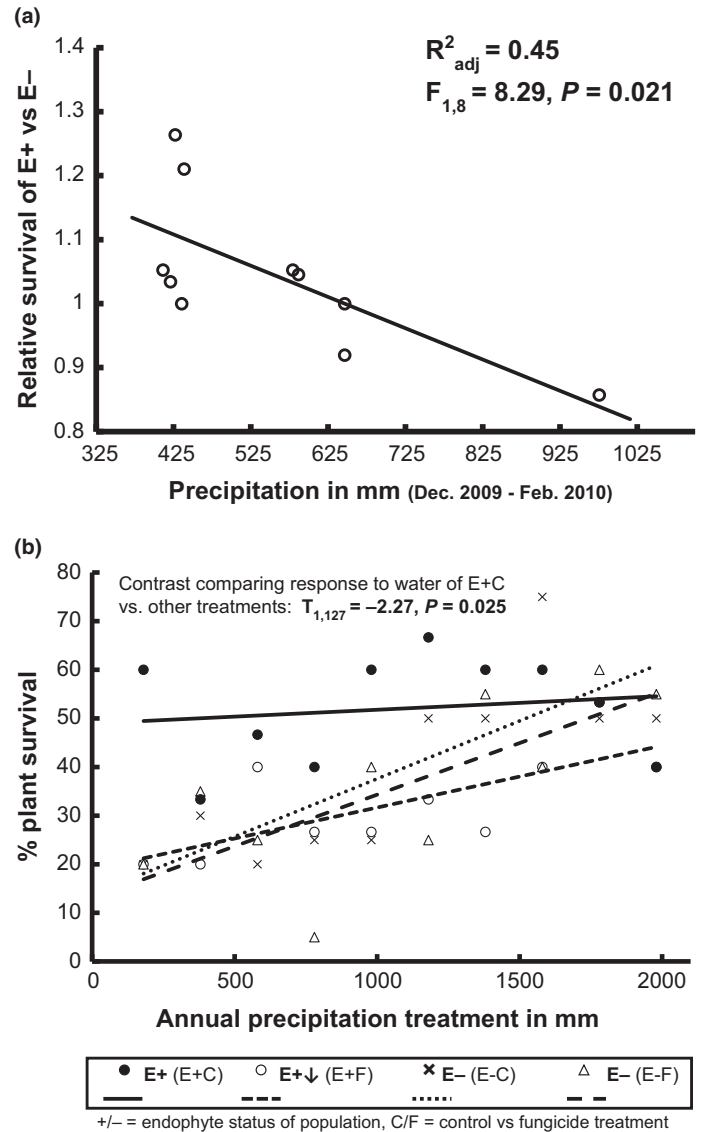 (a)
R²adj = 0.45
F1,8 = 8.29, P = 0.021
Relative survival of E+ vs E–
1.4
1.3
1.2
1.1
1
0.9
0.8
325 425 525 625 725 825 925 1025
Precipitation in mm (Dec. 2009 - Feb. 2010)
(b)
Contrast comparing response to water of E+C
vs. other treatments: T1,127 = –2.27, P = 0.025
% plant survival
80
70
60
50
40
30
20
10
0
0 500 1000 1500 2000
Annual precipitation treatment in mm
E+ (E+C) E+↓ (E+F) E– (E-C) E– (E-F)
+/– = endophyte status of population, C/F = control vs fungicide treatment